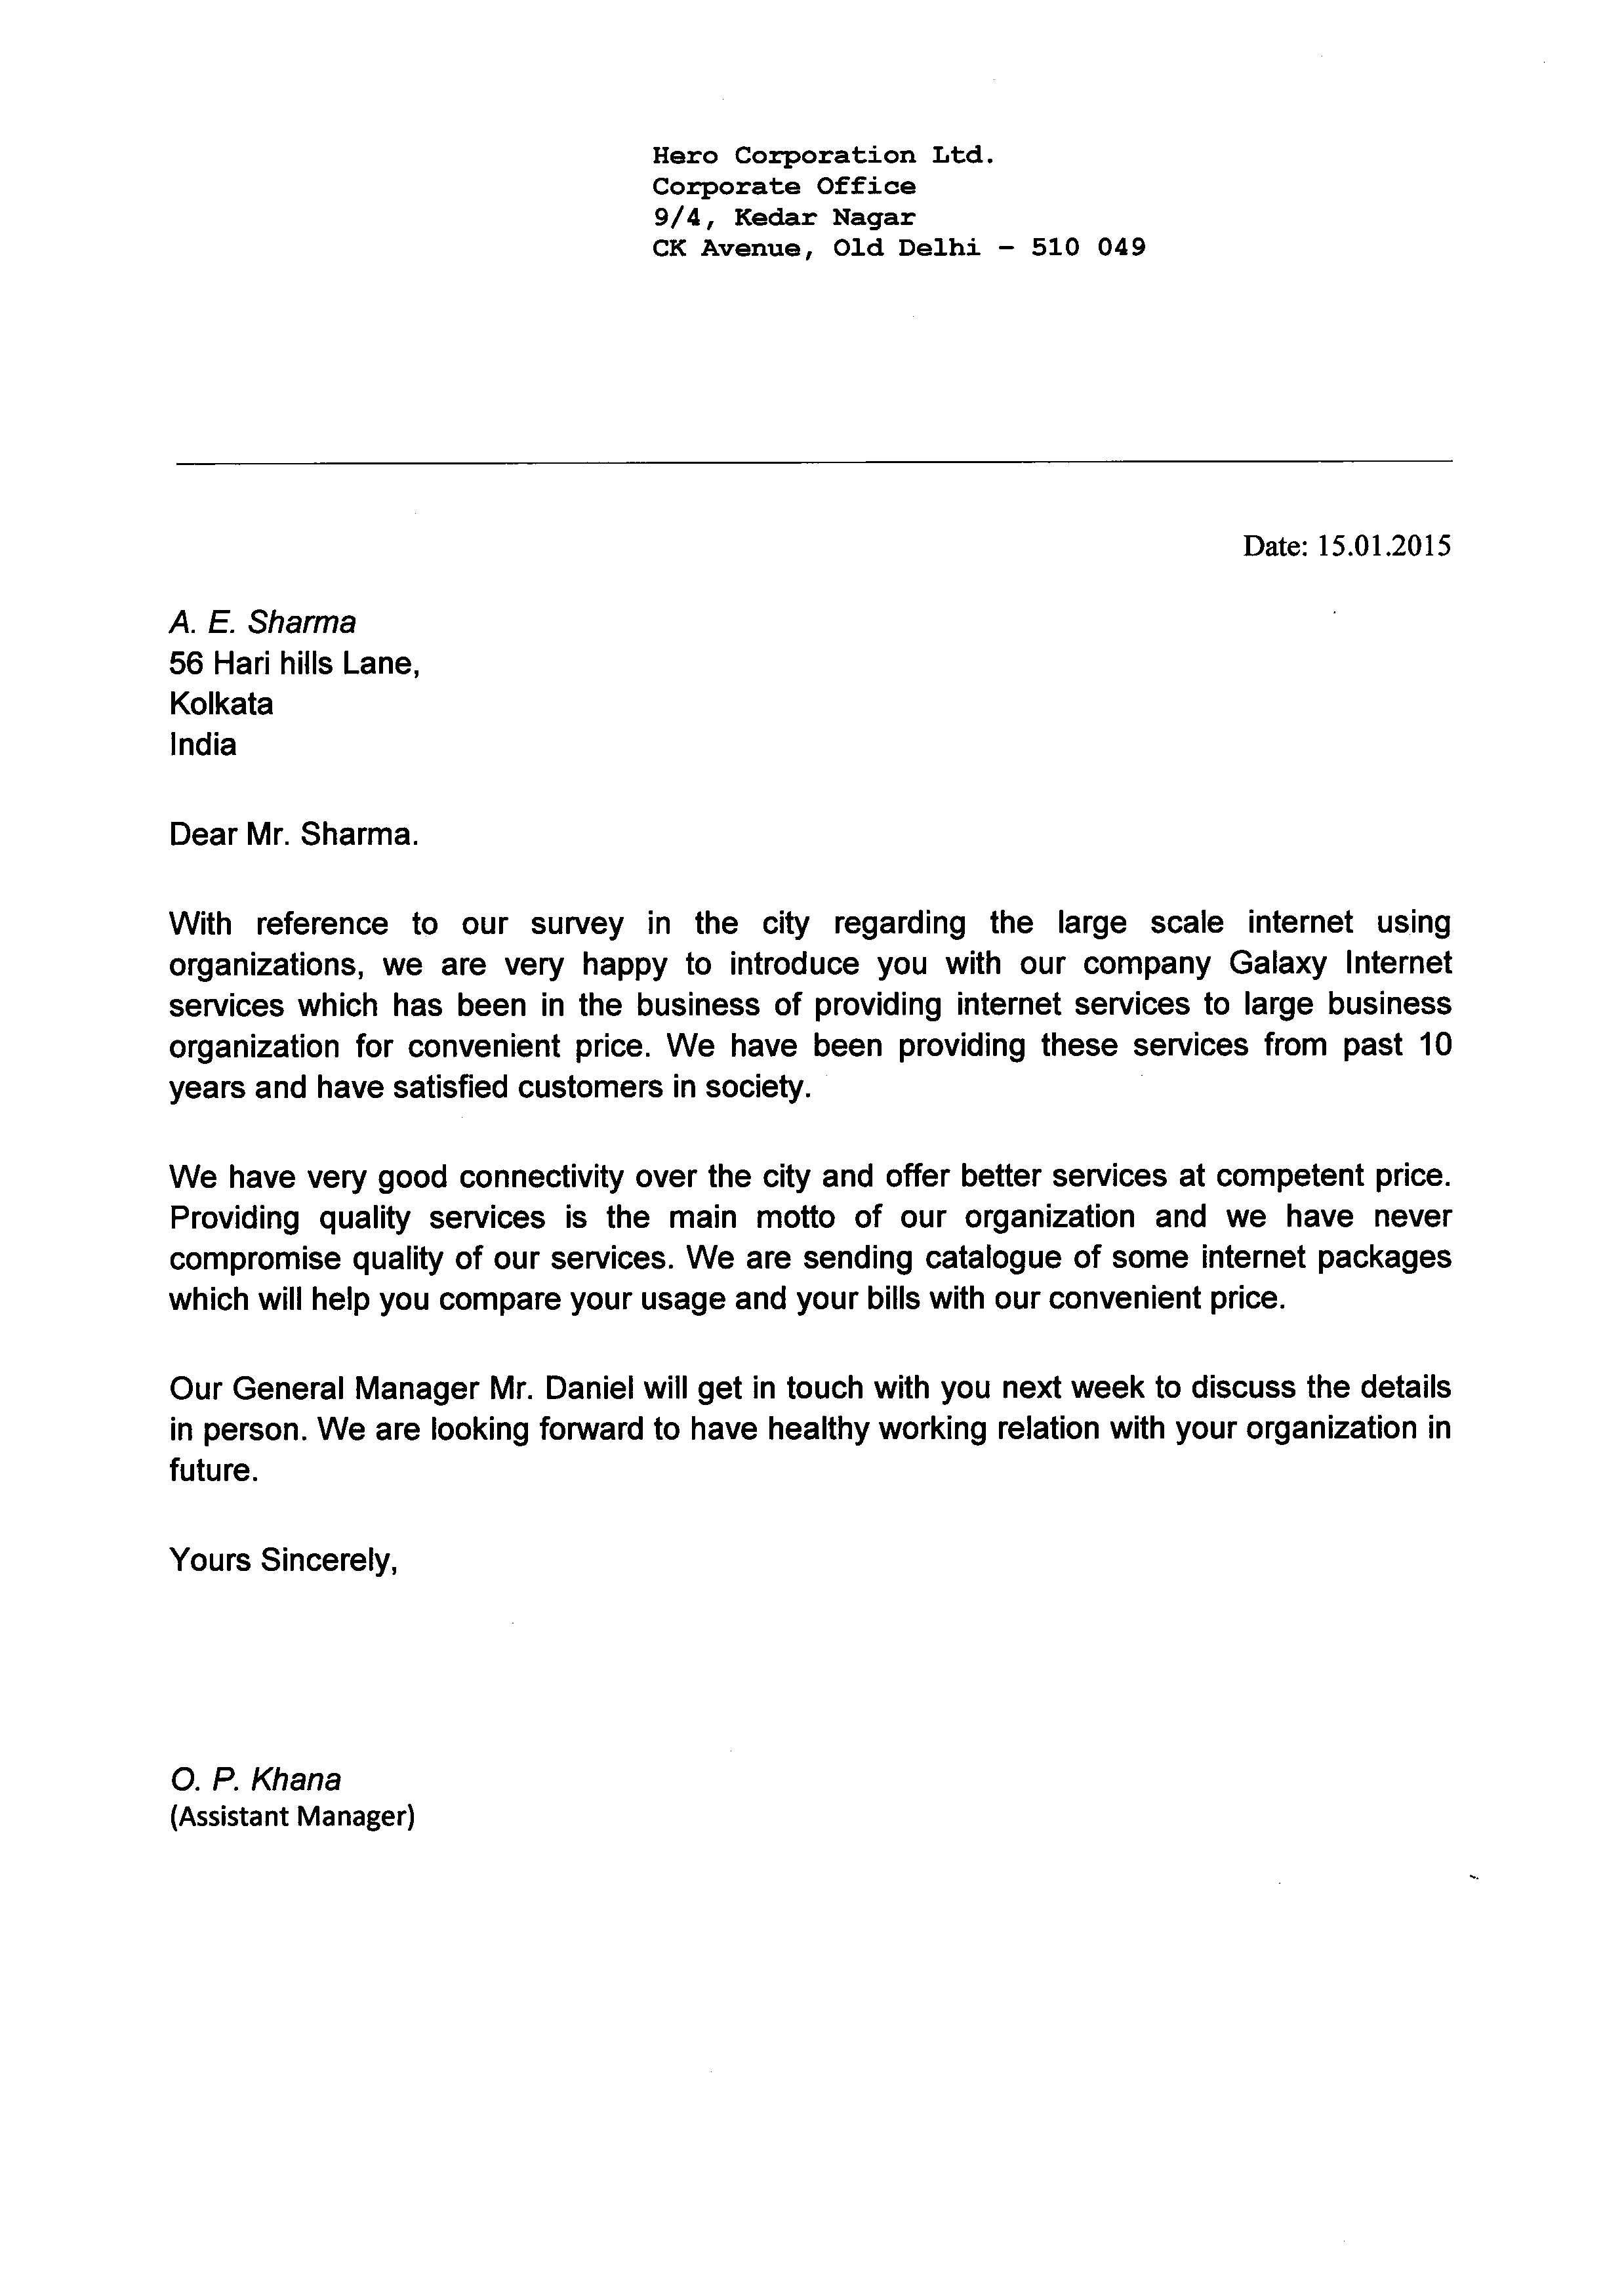 Hero Corporation Ltd.
Corporate Office
9/4, Kedar Nagar
CK Avenue, Old Delhi – 510 049
Date: 15.01.2015
A. E. Sharma
56 Hari hills Lane,
Kolkata
India
Dear Mr. Sharma.
With reference to our survey in the city regarding the large scale internet using
organizations, we are very happy to introduce you with our company Galaxy Internet
services which has been in the business of providing internet services to large business
organization for convenient price. We have been providing these services from past 10
years and have satisfied customers in society.
We have very good connectivity over the city and offer better services at competent price.
Providing quality services is the main motto of our organization and we have never
compromise quality of our services. We are sending catalogue of some internet packages
which will help you compare your usage and your bills with our convenient price.
Our General Manager Mr. Daniel will get in touch with you next week to discuss the details
in person. We are looking forward to have healthy working relation with your organization in
future.
Yours Sincerely,
O. P. Khana
(Assistant Manager)